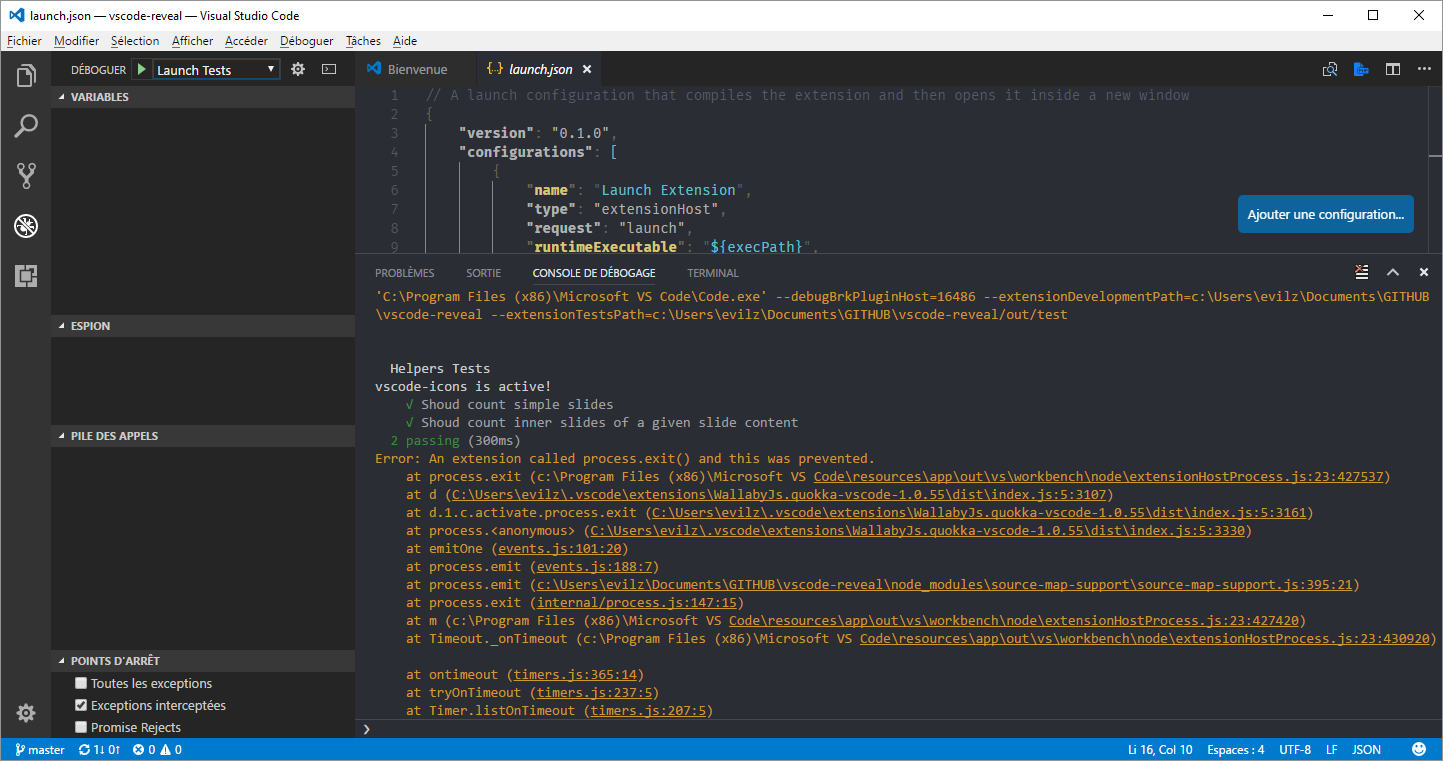 launch.json — vscode-reveal — Visual Studio Code
Fichier Modifier Sélection Afficher Accéder Déboguer Tâches Aide
DÉBOGUER Launch Tests
VARIABLES
ESPION
PILE DES APPELS
POINTS D'ARRÊT
Toutes les exceptions
Exceptions interceptées
Promise Rejects
Bienvenue {··} launch.json
1 // A launch configuration that compiles the extension and then opens it inside a new window
2 {
3 "version": "0.1.0",
4 "configurations": [
5 {
6 "name": "Launch Extension",
7 "type": "extensionHost",
8 "request": "launch",
9 "runtimeExecutable": "${execPath}",
Ajouter une configuration...
PROBLÈMES SORTIE CONSOLE DE DÉBOGAGE TERMINAL
'C:\Program Files (x86)\Microsoft VS Code\Code.exe' --debugBrkPluginHost=16486 --extensionDevelopmentPath=c:\Users\evilz\Documents\GITHUB
\vscode-reveal --extensionTestsPath=c:\Users\evilz\Documents\GITHUB\vscode-reveal/out/test
Helpers Tests
vscode-icons is active!
√ Shoud count simple slides
√ Shoud count inner slides of a given slide content
2 passing (300ms)
Error: An extension called process.exit() and this was prevented.
at process.exit (c:\Program Files (x86)\Microsoft VS Code\resources\app\out\vs\workbench\node\extensionHostProcess.js:23:427537)
at d (C:\Users\evilz\.vscode\extensions\WallabyJs.quokka-vscode-1.0.55\dist\index.js:5:3107)
at d.1.c.activate.process.exit (C:\Users\evilz\.vscode\extensions\WallabyJs.quokka-vscode-1.0.55\dist\index.js:5:3161)
at process.<anonymous> (C:\Users\evilz\.vscode\extensions\WallabyJs.quokka-vscode-1.0.55\dist\index.js:5:3330)
at emitOne (events.js:101:20)
at process.emit (events.js:188:7)
at process.emit (c:\Users\evilz\Documents\GITHUB\vscode-reveal\node_modules\source-map-support\source-map-support.js:395:21)
at process.exit (internal/process.js:147:15)
at m (c:\Program Files (x86)\Microsoft VS Code\resources\app\out\vs\workbench\node\extensionHostProcess.js:23:427420)
at Timeout._onTimeout (c:\Program Files (x86)\Microsoft VS Code\resources\app\out\vs\workbench\node\extensionHostProcess.js:23:430920)
at ontimeout (timers.js:365:14)
at tryOnTimeout (timers.js:237:5)
at Timer.listOnTimeout (timers.js:207:5)
master 1↓ 0↑ 0 0 Li 16, Col 10 Espaces : 4 UTF-8 LF JSON